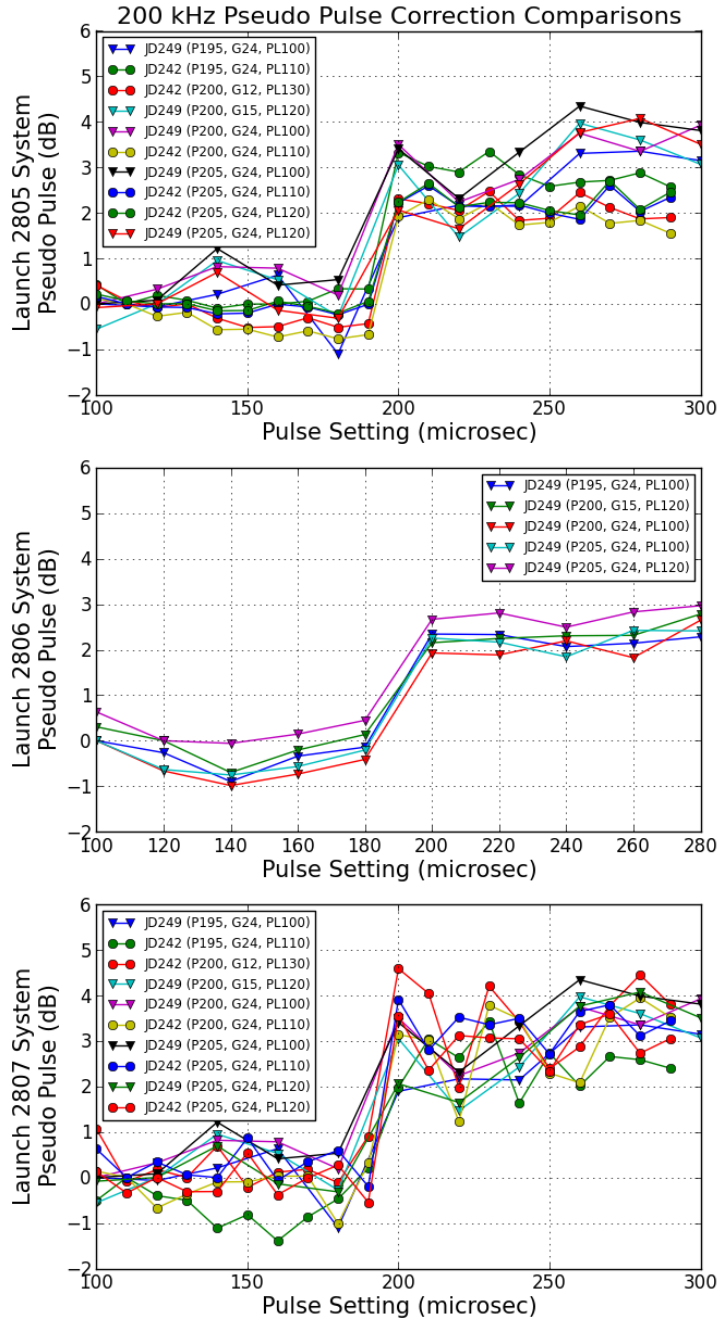 200 kHz Pseudo Pulse Correction Comparisons
Launch 2805 System
Pseudo Pulse (dB)
6
5
4
3
2
1
0
−1
−2
JD249 (P195, G24, PL100)
JD242 (P195, G24, PL110)
JD242 (P200, G12, PL130)
JD249 (P200, G15, PL120)
JD249 (P200, G24, PL100)
JD242 (P200, G24, PL110)
JD249 (P205, G24, PL100)
JD242 (P205, G24, PL110)
JD242 (P205, G24, PL120)
JD249 (P205, G24, PL120)
100 150 200 250 300
Pulse Setting (microsec)
Launch 2806 System
Pseudo Pulse (dB)
6
5
4
3
2
1
0
−1
−2
JD249 (P195, G24, PL100)
JD249 (P200, G15, PL120)
JD249 (P200, G24, PL100)
JD249 (P205, G24, PL100)
JD249 (P205, G24, PL120)
100 120 140 160 180 200 220 240 260 280
Pulse Setting (microsec)
Launch 2807 System
Pseudo Pulse (dB)
6
5
4
3
2
1
0
−1
−2
JD249 (P195, G24, PL100)
JD242 (P195, G24, PL110)
JD242 (P200, G12, PL130)
JD249 (P200, G15, PL120)
JD249 (P200, G24, PL100)
JD242 (P200, G24, PL110)
JD249 (P205, G24, PL100)
JD242 (P205, G24, PL110)
JD249 (P205, G24, PL120)
JD242 (P205, G24, PL120)
100 150 200 250 300
Pulse Setting (microsec)